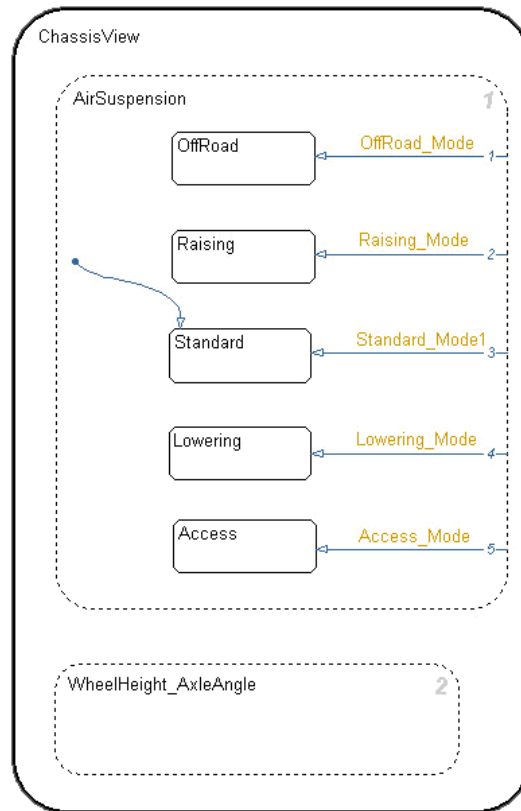 ChassisView
AirSuspension 1
OffRoad OffRoad_Mode 1
Raising Raising_Mode 2
Standard Standard_Mode1 3
Lowering Lowering_Mode 4
Access Access_Mode 5
WheelHeight_AxleAngle 2